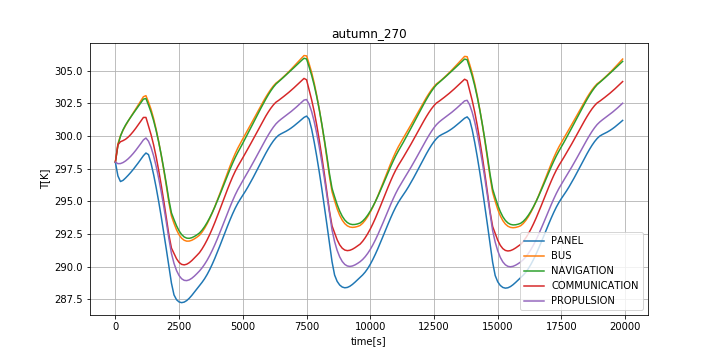 autumn_270
T[K]
305.0
302.5
300.0
297.5
295.0
292.5
290.0
287.5
PANEL
BUS
NAVIGATION
COMMUNICATION
PROPULSION
0 2500 5000 7500 10000 12500 15000 17500 20000
time[s]